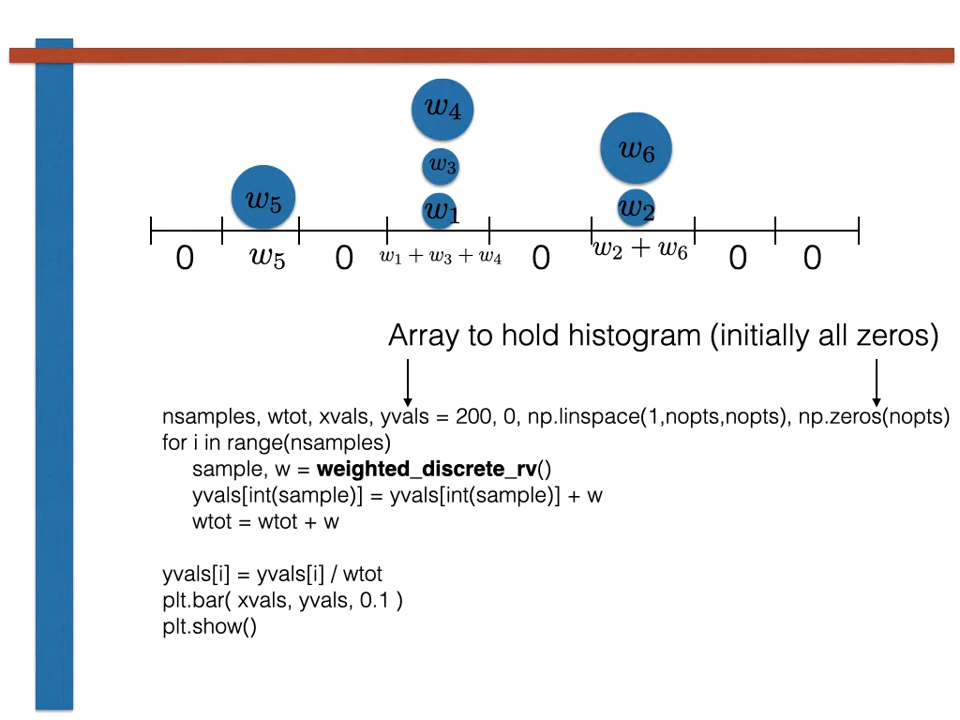 w₄
w₃
w₆
w₅
w₁
w₂
0 w₅ 0 w₁ + w₃ + w₄ 0 w₂ + w₆ 0 0
Array to hold histogram (initially all zeros)
nsamples, wtot, xvals, yvals = 200, 0, np.linspace(1,nopts,nopts), np.zeros(nopts)
for i in range(nsamples)
sample, w = weighted_discrete_rv()
yvals[int(sample)] = yvals[int(sample)] + w
wtot = wtot + w
yvals[i] = yvals[i] / wtot
plt.bar( xvals, yvals, 0.1 )
plt.show()